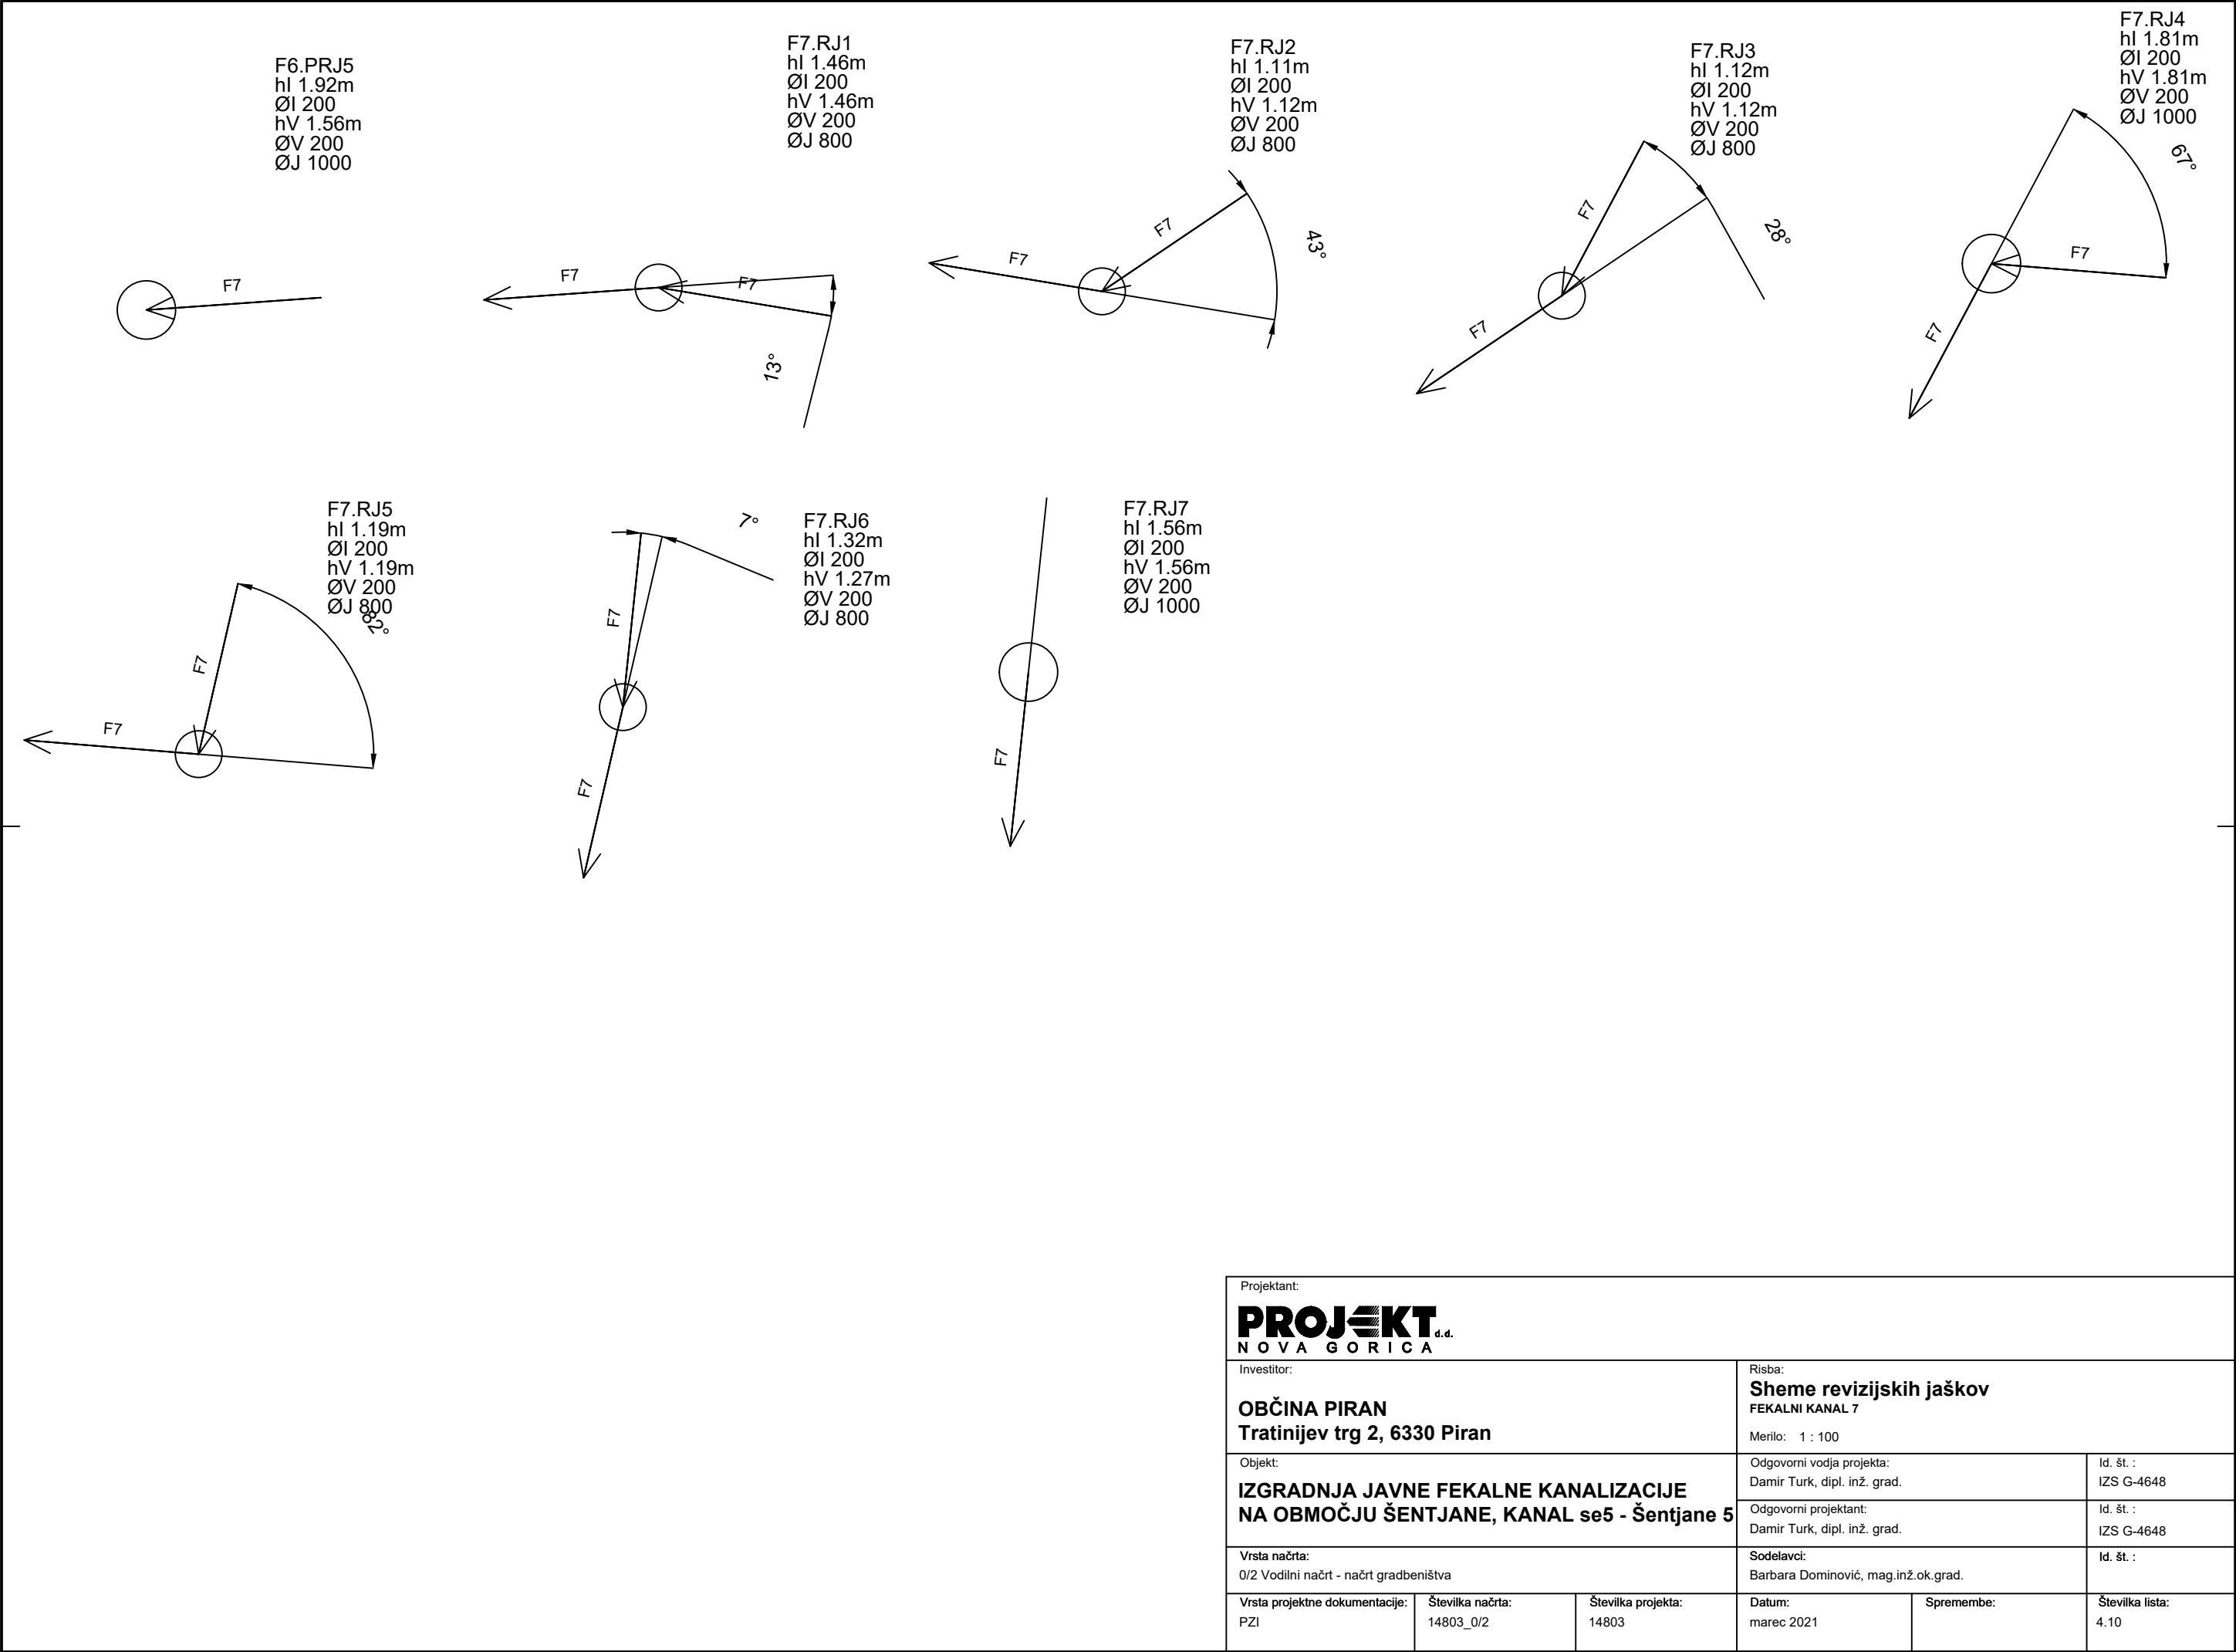 F6.PRJ5
hI 1.92m
ØI 200
hV 1.56m
ØV 200
ØJ 1000
F7
F7.RJ1
hI 1.46m
ØI 200
hV 1.46m
ØV 200
ØJ 800
F7
F7
13°
F7.RJ2
hI 1.11m
ØI 200
hV 1.12m
ØV 200
ØJ 800
F7
F7
43°
F7.RJ3
hI 1.12m
ØI 200
hV 1.12m
ØV 200
ØJ 800
F7
F7
28°
F7.RJ4
hI 1.81m
ØI 200
hV 1.81m
ØV 200
ØJ 1000
67°
F7
F7
F7.RJ5
hI 1.19m
ØI 200
hV 1.19m
ØV 200
ØJ 800
82°
F7
F7
7°
F7.RJ6
hI 1.32m
ØI 200
hV 1.27m
ØV 200
ØJ 800
F7
F7
F7.RJ7
hI 1.56m
ØI 200
hV 1.56m
ØV 200
ØJ 1000
F7
Projektant:
PROJEKT d.d.
NOVA GORICA
Investitor:
OBČINA PIRAN
Tratinijev trg 2, 6330 Piran
Risba:
Sheme revizijskih jaškov
FEKALNI KANAL 7
Merilo: 1 : 100
Objekt:
IZGRADNJA JAVNE FEKALNE KANALIZACIJE
NA OBMOČJU ŠENTJANE, KANAL se5 - Šentjane 5
Odgovorni vodja projekta:
Damir Turk, dipl. inž. grad.
Id. št. :
IZS G-4648
Odgovorni projektant:
Damir Turk, dipl. inž. grad.
Id. št. :
IZS G-4648
Vrsta načrta:
0/2 Vodilni načrt - načrt gradbeništva
Sodelavci:
Barbara Dominović, mag.inž.ok.grad.
Id. št. :
Vrsta projektne dokumentacije:
PZI
Številka načrta:
14803_0/2
Številka projekta:
14803
Datum:
marec 2021
Spremembe:
Številka lista:
4.10